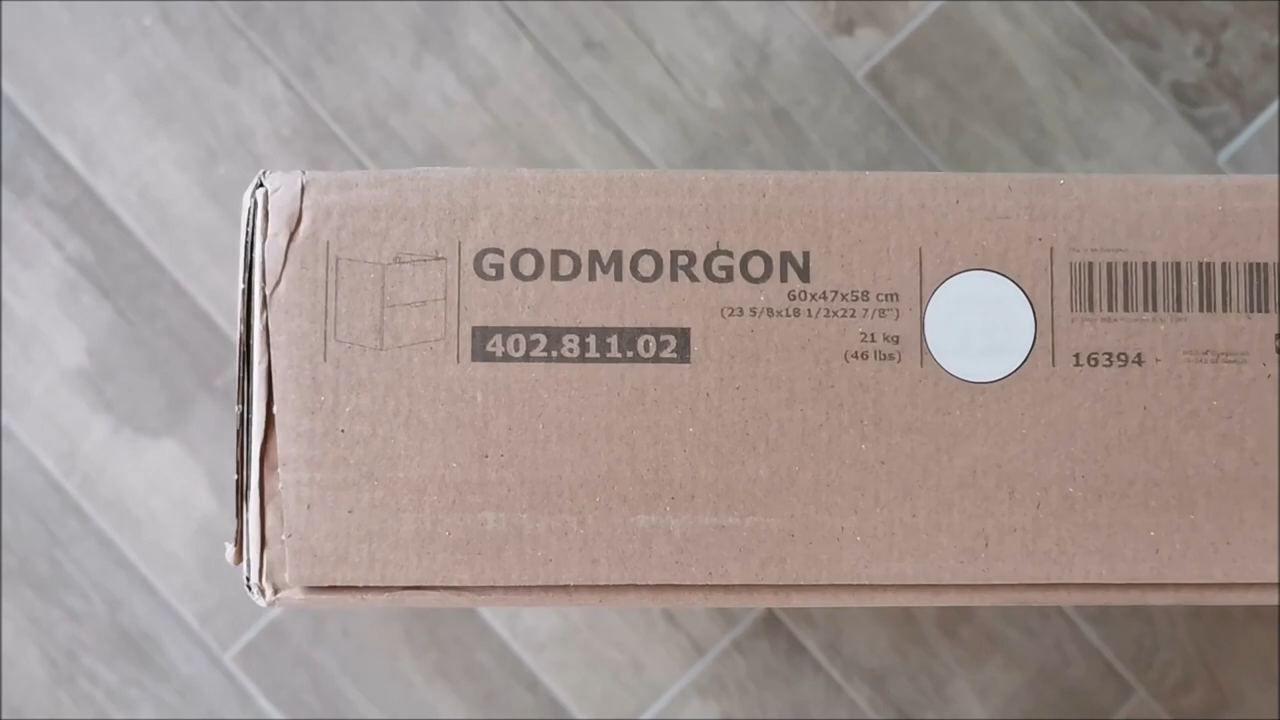 GODMORGON
60x47x58 cm
(23 5/8x18 1/2x22 7/8")
402.811.02
21 kg
(46 lbs)
16394